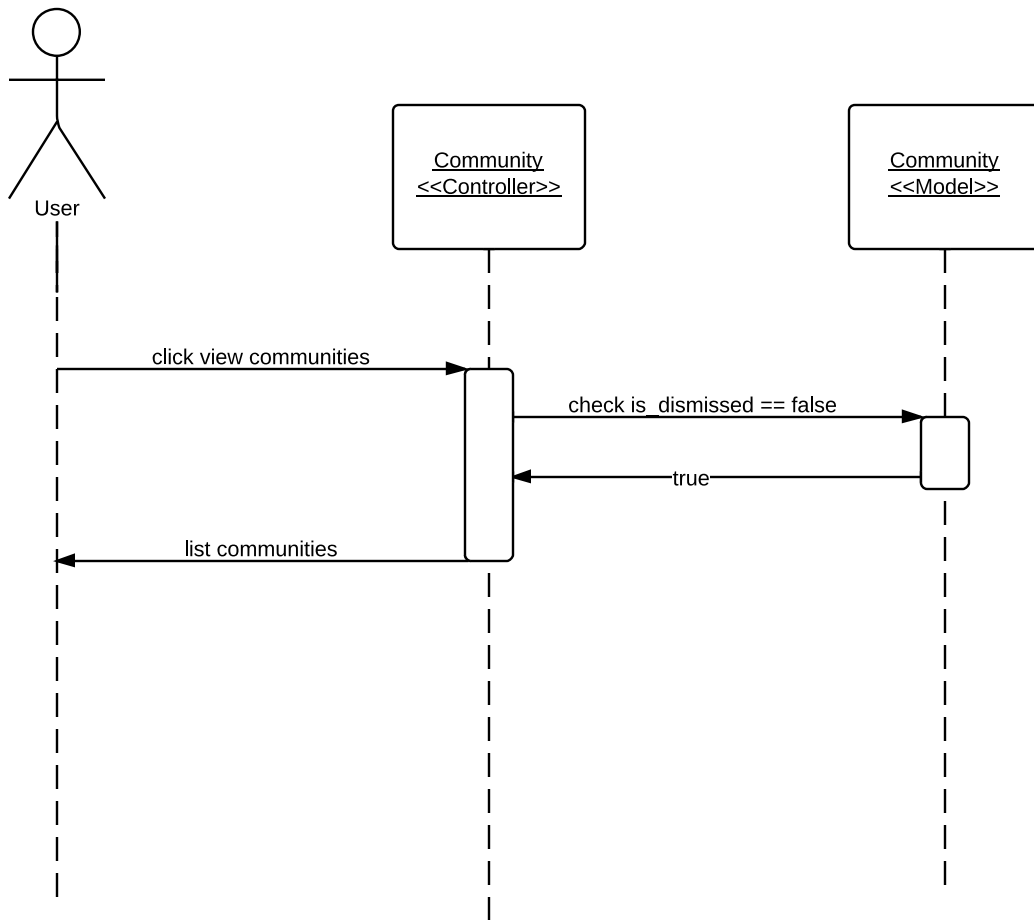 User
Community
<<Controller>>
Community
<<Model>>
click view communities
check is_dismissed == false
true
list communities